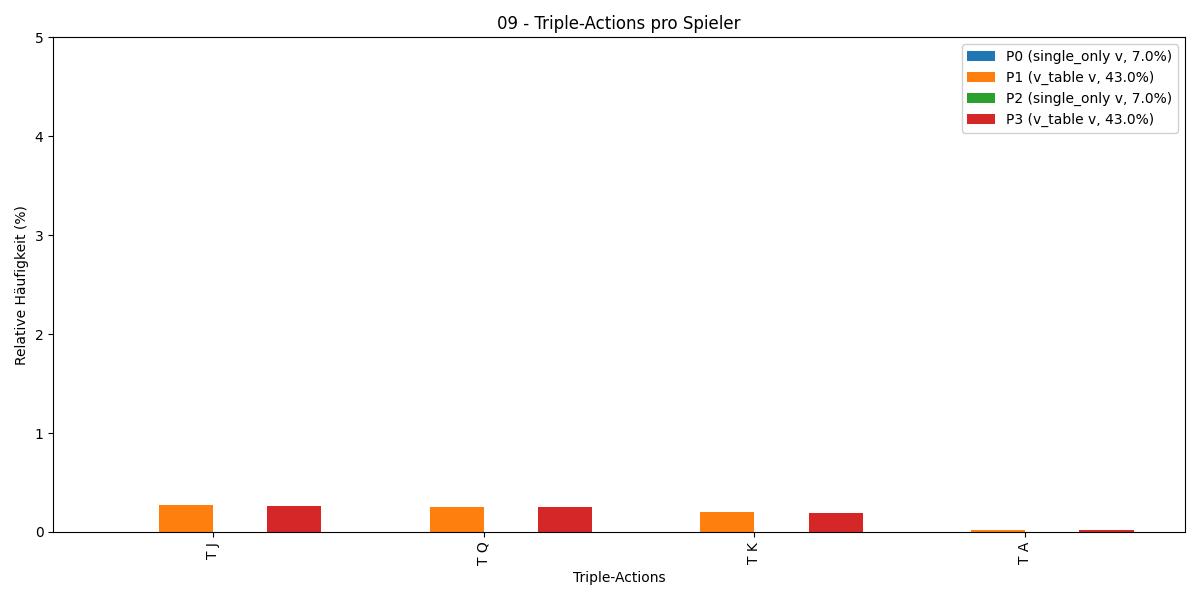 09 - Triple-Actions pro Spieler
P0 (single_only v, 7.0%)
P1 (v_table v, 43.0%)
P2 (single_only v, 7.0%)
P3 (v_table v, 43.0%)
Relative Häufigkeit (%)
5
4
3
2
1
0
T J
T Q
T K
T A
Triple-Actions